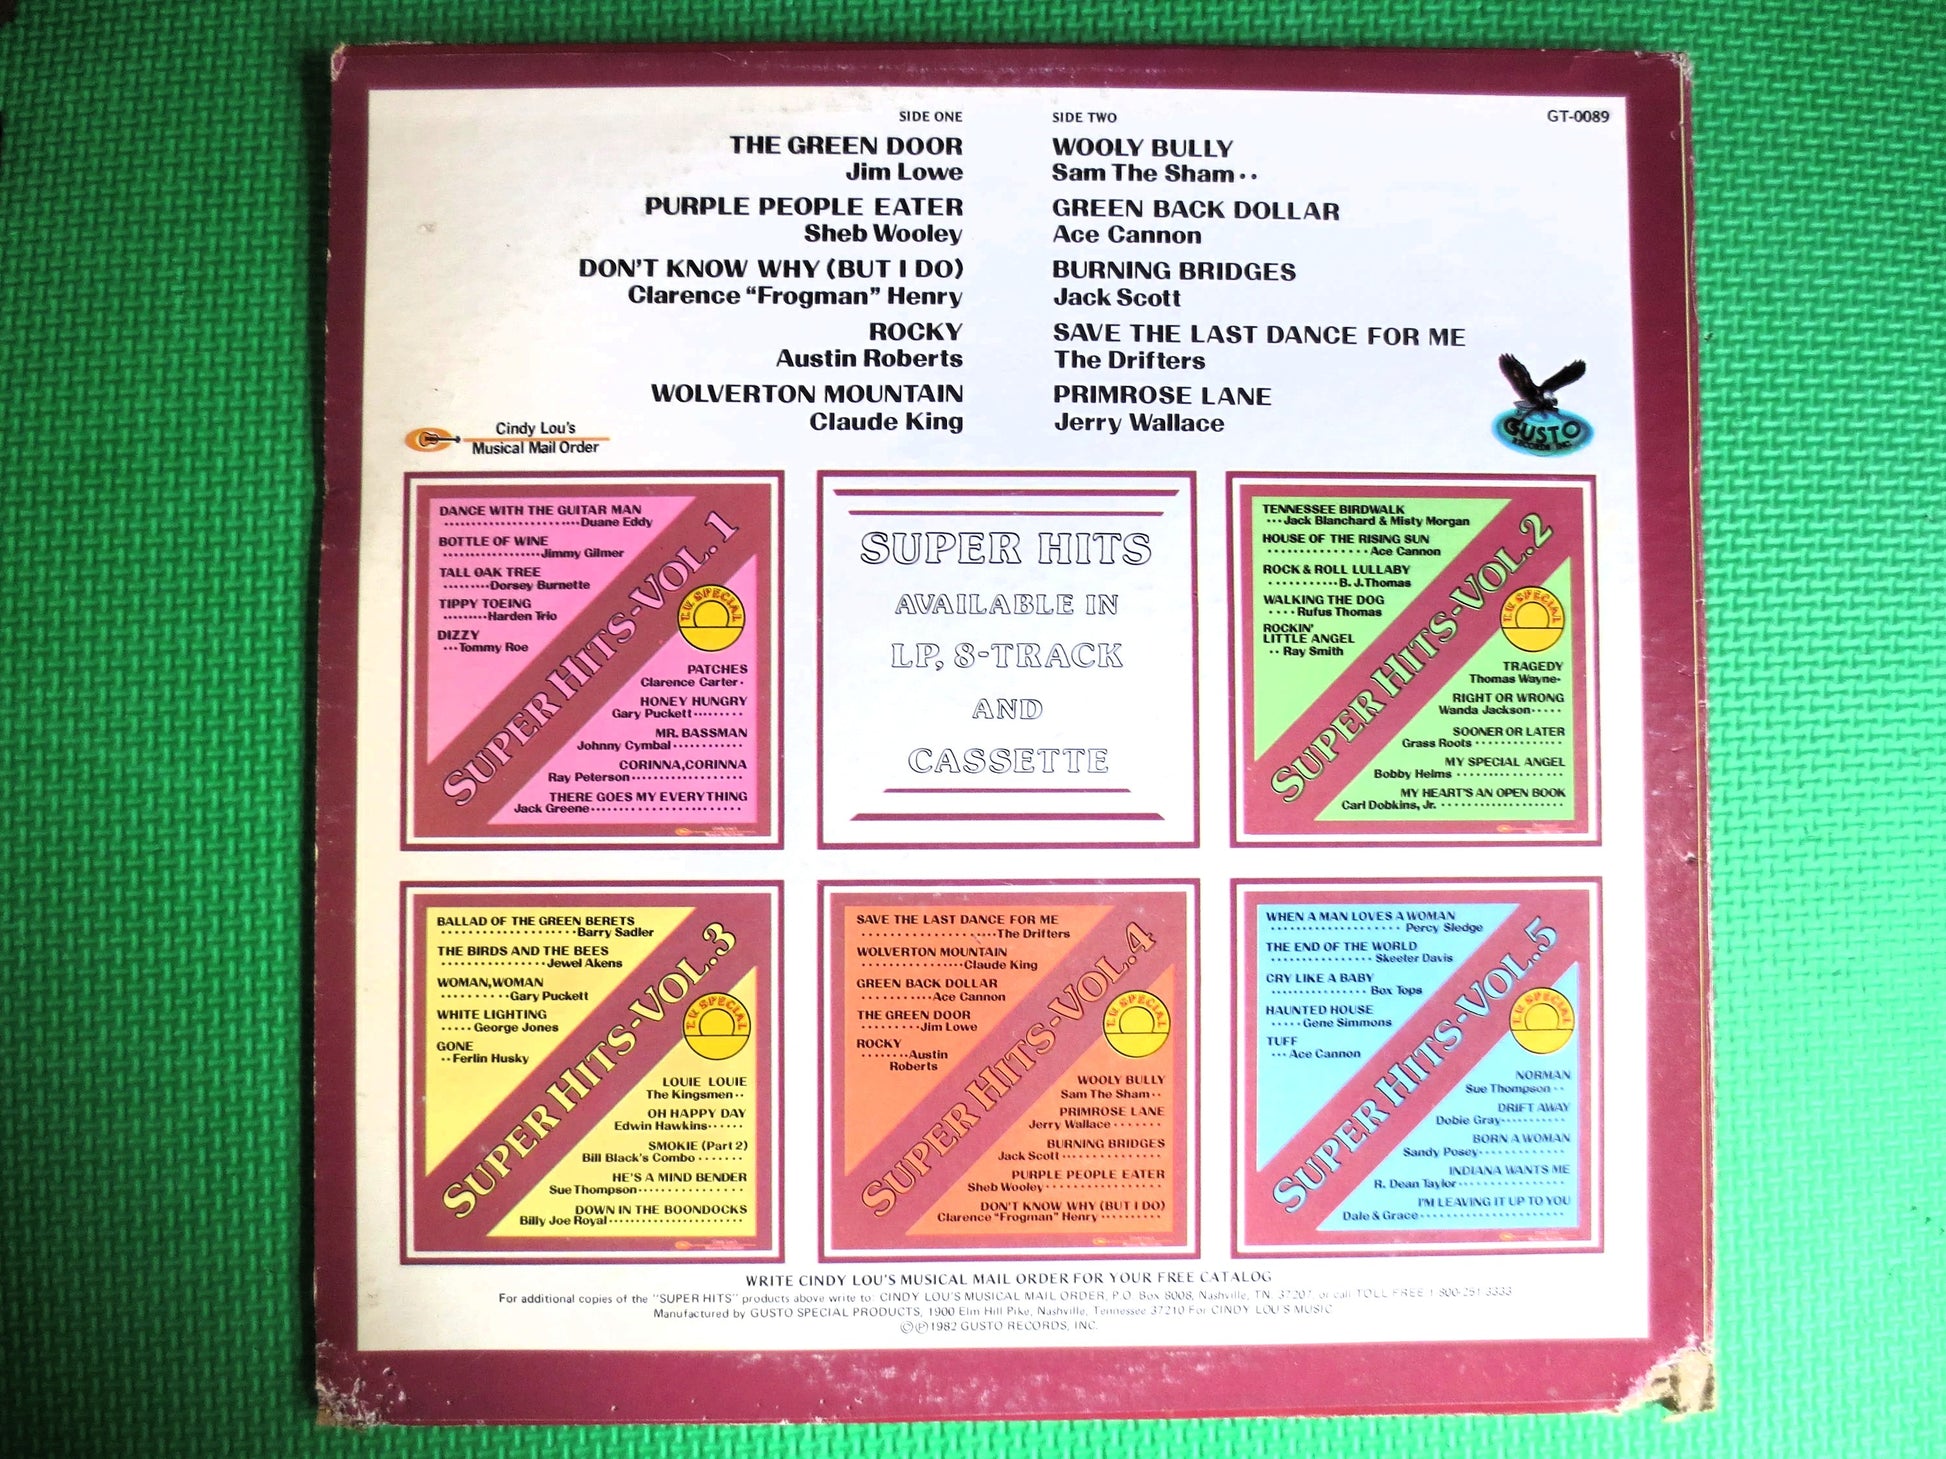 SIDE ONE
THE GREEN DOOR
Jim Lowe
PURPLE PEOPLE EATER
Sheb Wooley
DON'T KNOW WHY (BUT I DO)
Clarence "Frogman" Henry
ROCKY
Austin Roberts
WOLVERTON MOUNTAIN
Claude King
SIDE TWO
WOOLY BULLY
Sam The Sham ··
GREEN BACK DOLLAR
Ace Cannon
BURNING BRIDGES
Jack Scott
SAVE THE LAST DANCE FOR ME
The Drifters
PRIMROSE LANE
Jerry Wallace
GT-0089
Cindy Lou's
Musical Mail Order
GUSTO
RECORDS INC.
DANCE WITH THE GUITAR MAN
Duane Eddy
BOTTLE OF WINE
Jimmy Gilmer
TALL OAK TREE
Dorsey Burnette
TIPPY TOEING
Harden Trio
DIZZY
Tommy Roe
SUPER HITS-VOL. 1
T.V. SPECIAL
PATCHES
Clarence Carter
HONEY HUNGRY
Gary Puckett
MR. BASSMAN
Johnny Cymbal
CORINNA,CORINNA
Ray Peterson
THERE GOES MY EVERYTHING
Jack Greene
SUPER HITS
AVAILABLE IN
LP, 8-TRACK
AND
CASSETTE
TENNESSEE BIRDWALK
Jack Blanchard & Misty Morgan
HOUSE OF THE RISING SUN
Ace Cannon
ROCK & ROLL LULLABY
B. J. Thomas
WALKING THE DOG
Rufus Thomas
ROCKIN'
LITTLE ANGEL
Ray Smith
SUPER HITS-VOL. 2
T.V. SPECIAL
TRAGEDY
Thomas Wayne
RIGHT OR WRONG
Wanda Jackson
SOONER OR LATER
Grass Roots
MY SPECIAL ANGEL
Bobby Helms
MY HEART'S AN OPEN BOOK
Carl Dobkins, Jr.
BALLAD OF THE GREEN BERETS
Barry Sadler
THE BIRDS AND THE BEES
Jewel Akens
WOMAN,WOMAN
Gary Puckett
WHITE LIGHTING
George Jones
GONE
Ferlin Husky
SUPER HITS-VOL. 3
T.V. SPECIAL
LOUIE LOUIE
The Kingsmen
OH HAPPY DAY
Edwin Hawkins
SMOKIE (Part 2)
Bill Black's Combo
HE'S A MIND BENDER
Sue Thompson
DOWN IN THE BOONDOCKS
Billy Joe Royal
SAVE THE LAST DANCE FOR ME
The Drifters
WOLVERTON MOUNTAIN
Claude King
GREEN BACK DOLLAR
Ace Cannon
THE GREEN DOOR
Jim Lowe
ROCKY
Austin
Roberts
SUPER HITS-VOL. 4
T.V. SPECIAL
WOOLY BULLY
Sam The Sham
PRIMROSE LANE
Jerry Wallace
BURNING BRIDGES
Jack Scott
PURPLE PEOPLE EATER
Sheb Wooley
DON'T KNOW WHY (BUT I DO)
Clarence "Frogman" Henry
WHEN A MAN LOVES A WOMAN
Percy Sledge
THE END OF THE WORLD
Skeeter Davis
CRY LIKE A BABY
Box Tops
HAUNTED HOUSE
Gene Simmons
TUFF
Ace Cannon
SUPER HITS-VOL. 5
T.V. SPECIAL
NORMAN
Sue Thompson
DRIFT AWAY
Dobie Gray
BORN A WOMAN
Sandy Posey
INDIANA WANTS ME
R. Dean Taylor
I'M LEAVING IT UP TO YOU
Dale & Grace
WRITE CINDY LOU'S MUSICAL MAIL ORDER FOR YOUR FREE CATALOG
For additional copies of the "SUPER HITS" products above write to: CINDY LOU'S MUSICAL MAIL ORDER, P.O. Box 8008, Nashville, TN. 37207, or call TOLL FREE 1-800-251-3333
Manufactured by GUSTO SPECIAL PRODUCTS, 1900 Elm Hill Pike, Nashville, Tennessee 37210 For CINDY LOU'S MUSIC
©℗1982 GUSTO RECORDS, INC.